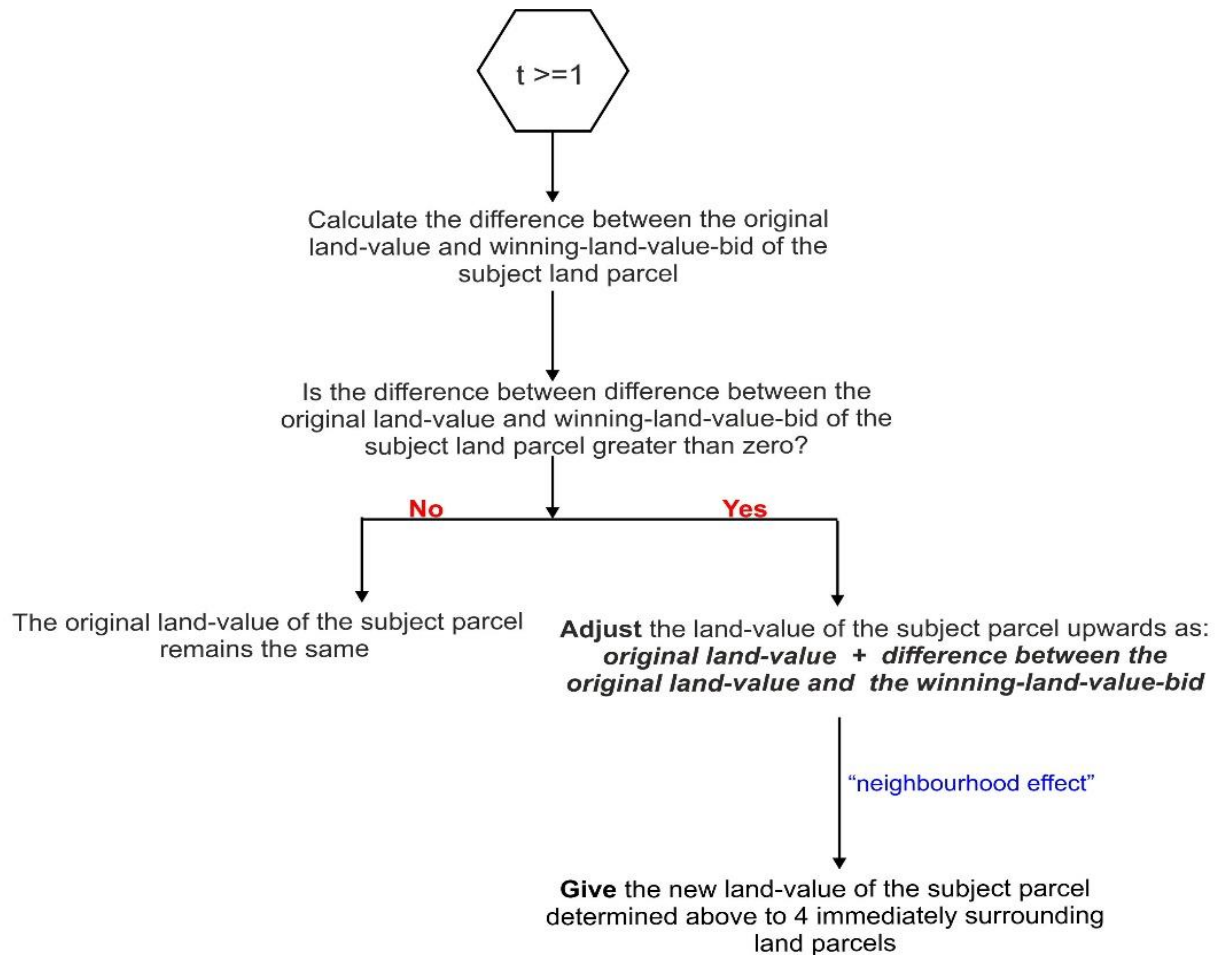 t >=1
Calculate the difference between the original
land-value and winning-land-value-bid of the
subject land parcel
Is the difference between difference between the
original land-value and winning-land-value-bid of the
subject land parcel greater than zero?
No
Yes
The original land-value of the subject parcel
remains the same
Adjust the land-value of the subject parcel upwards as:
original land-value + difference between the
original land-value and the winning-land-value-bid
“neighbourhood effect”
Give the new land-value of the subject parcel
determined above to 4 immediately surrounding
land parcels